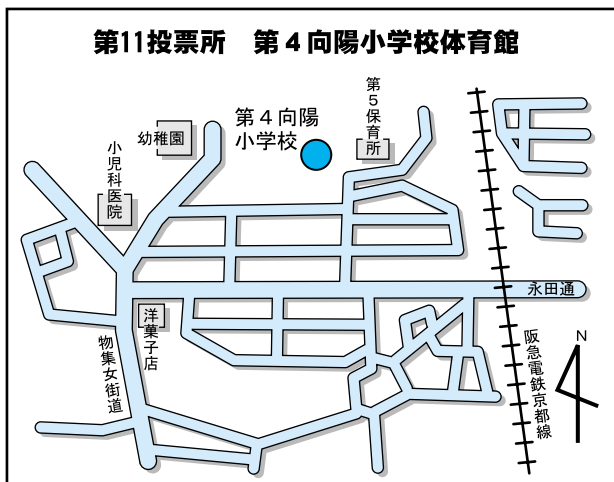 第11投票所　第４向陽小学校体育館
第４向陽
小学校
第５保育所
幼稚園
小児科医院
永田通
洋菓子店
物集女街道
阪急電鉄京都線
N